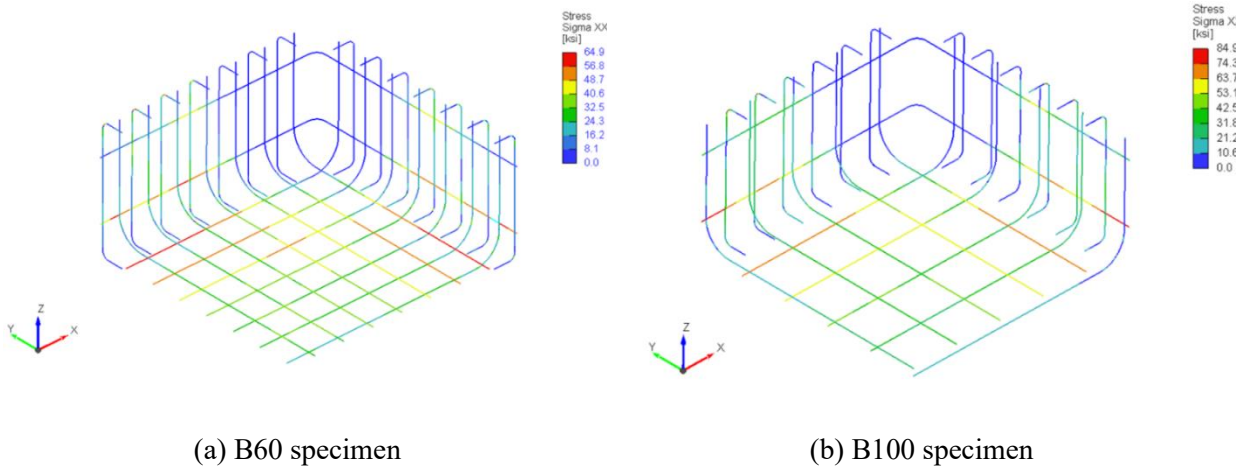 Stress
Sigma XX
[ksi]
64.9
56.8
48.7
40.6
32.5
24.3
16.2
8.1
0.0
Z
Y
X
Stress
Sigma X
[ksi]
84.9
74.3
63.7
53.1
42.5
31.8
21.2
10.6
0.0
Z
Y
X
(a) B60 specimen
(b) B100 specimen